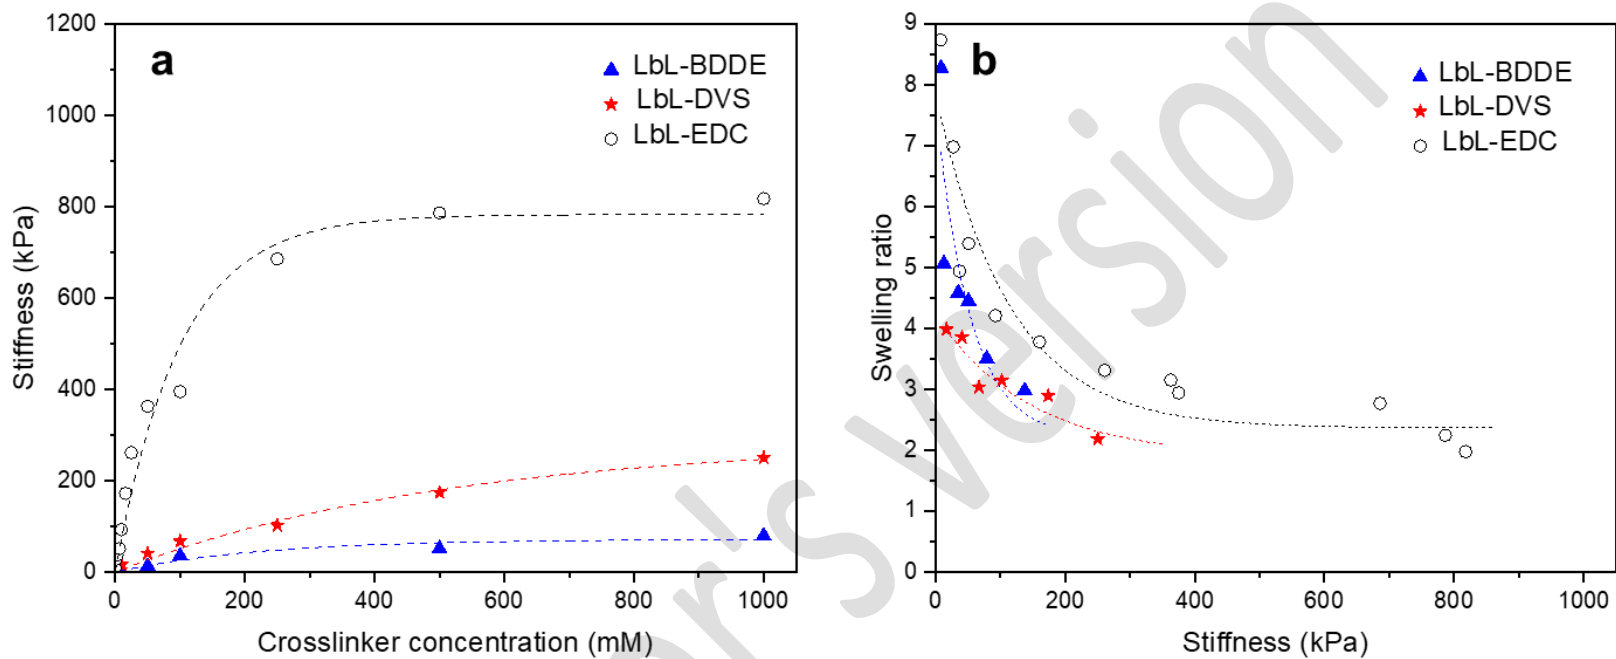 a
LbL-BDDE
LbL-DVS
LbL-EDC
1200
1000
800
600
400
200
0
Stiffness (kPa)
0 200 400 600 800 1000
Crosslinker concentration (mM)
b
LbL-BDDE
LbL-DVS
LbL-EDC
9
8
7
6
5
4
3
2
1
0
Swelling ratio
0 200 400 600 800 1000
Stiffness (kPa)
r's version